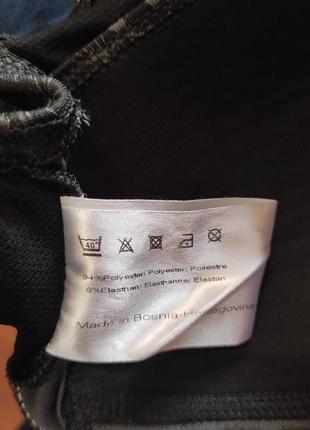 40
94%Polyester/ Polyester/ Poliestre
6%Elasthan/ Elasthanne/ Elastan
Made in Bosnia-Herzegovina